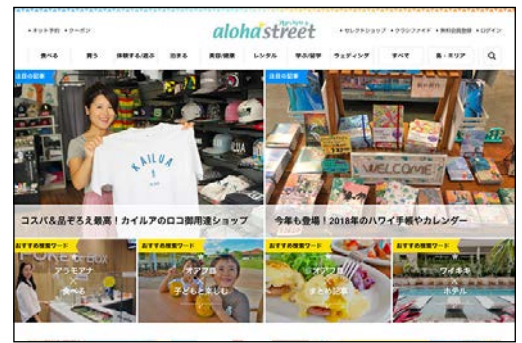 Myハワイ
aloha street
・ネット予約 ・クーポン
・セレクトショップ ・クラシファイド ・無料会員登録 ・ログイン
食べる 買う 体験する/遊ぶ 泊まる 美容/健康 レンタル 学ぶ/留学 ウェディング すべて 島・エリア
注目の記事
注目の記事
KAILUA
WELCOME
コスパ&品ぞろえ最高！カイルアのロコ御用達ショップ
今年も登場！2018年のハワイ手帳やカレンダー
おすすめ検索ワード
おすすめ検索ワード
おすすめ検索ワード
おすすめ検索ワード
アラモアナ
食べる
オアフ島
子どもと楽しむ
オアフ島
まとめ記事
ワイキキ
ホテル